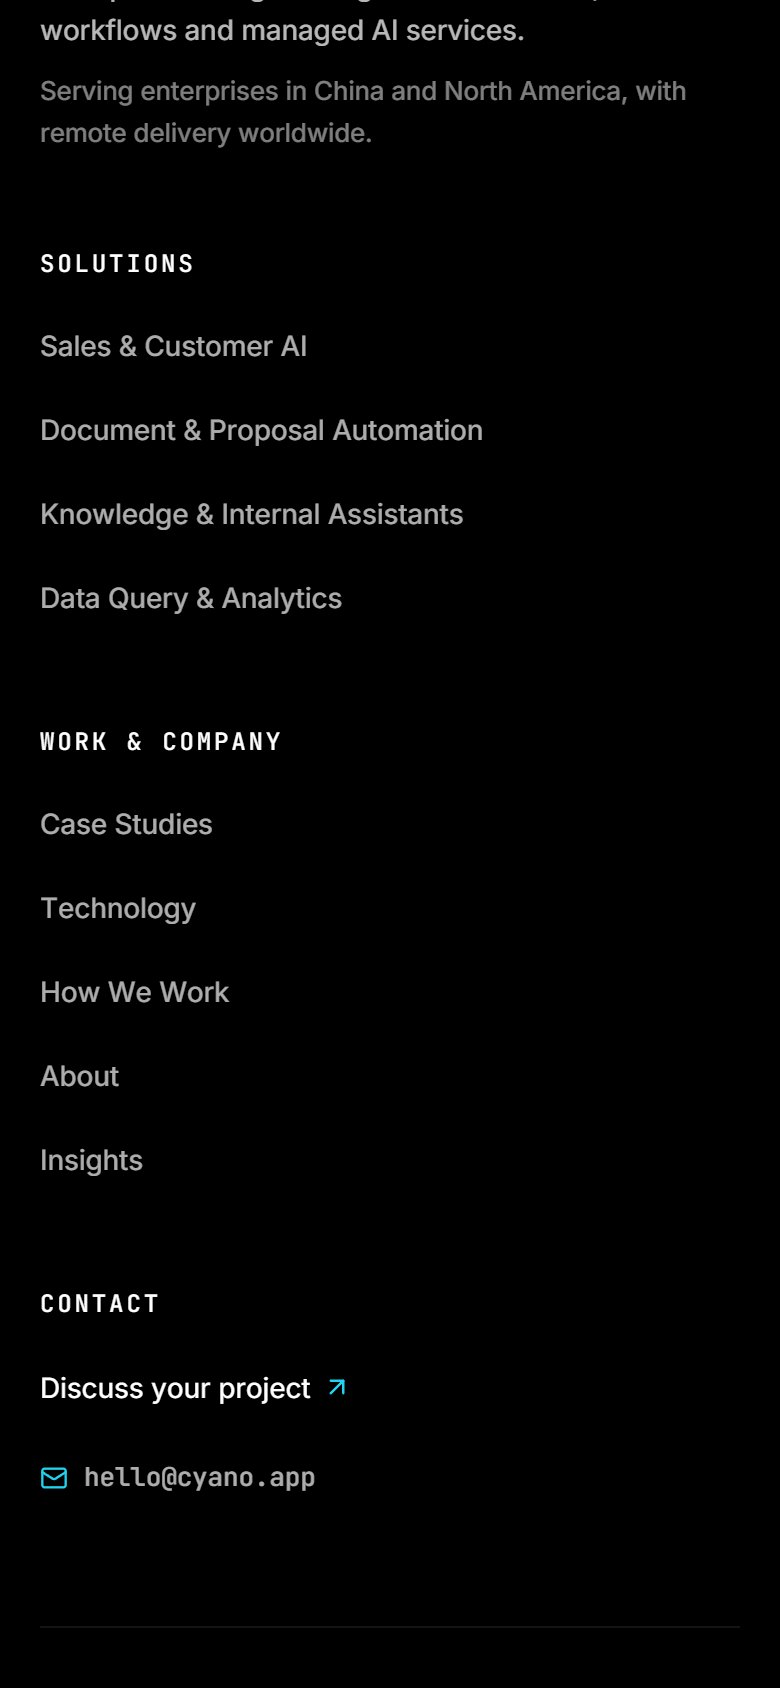 workflows and managed AI services.
Serving enterprises in China and North America, with
remote delivery worldwide.
SOLUTIONS
Sales & Customer AI
Document & Proposal Automation
Knowledge & Internal Assistants
Data Query & Analytics
WORK & COMPANY
Case Studies
Technology
How We Work
About
Insights
CONTACT
Discuss your project
hello@cyano.app